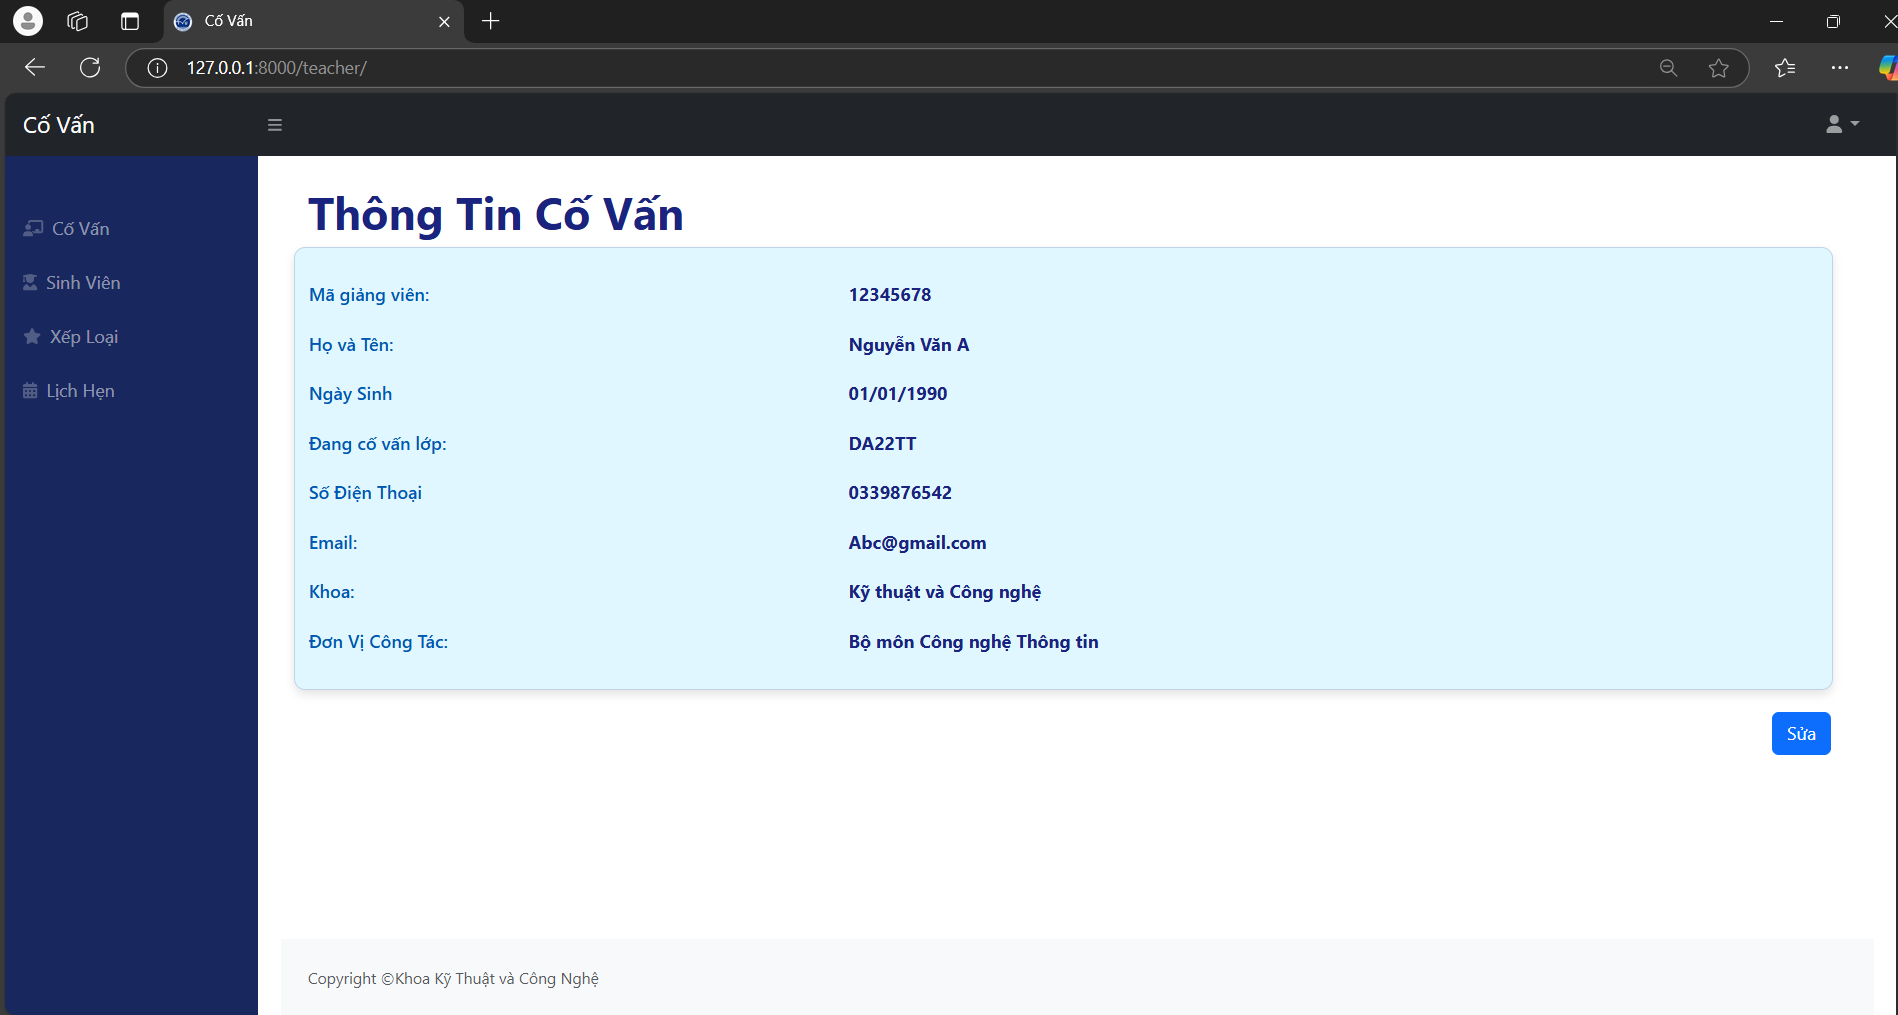 Cố Vấn
127.0.0.1:8000/teacher/
Cố Vấn
Cố Vấn
Sinh Viên
Xếp Loại
Lịch Hẹn
Thông Tin Cố Vấn
Mã giảng viên: 12345678
Họ và Tên: Nguyễn Văn A
Ngày Sinh 01/01/1990
Đang cố vấn lớp: DA22TT
Số Điện Thoại 0339876542
Email: Abc@gmail.com
Khoa: Kỹ thuật và Công nghệ
Đơn Vị Công Tác: Bộ môn Công nghệ Thông tin
Sửa
Copyright ©Khoa Kỹ Thuật và Công Nghệ